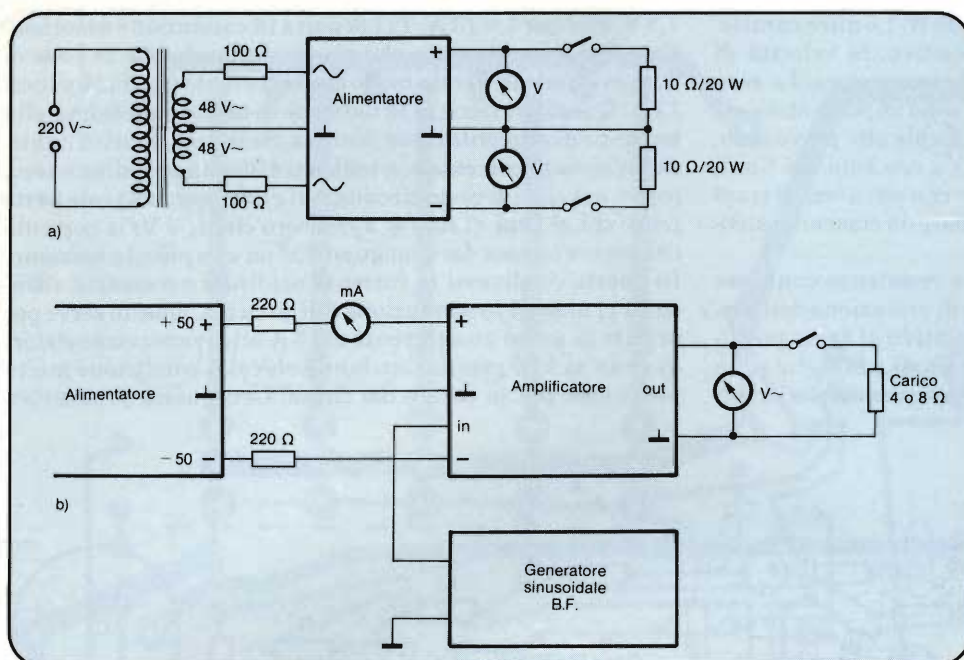 100 Ω
220 V~
48 V~
48 V~
100 Ω
Alimentatore
+
⊥
V
V
10 Ω/20 W
10 Ω/20 W
a)
Alimentatore
+ 50 +
⊥
− 50 −
220 Ω
mA
220 Ω
+
⊥
in
−
Amplificatore
out
⊥
V~
Carico
4 o 8 Ω
b)
Generatore
sinusoidale
B.F.